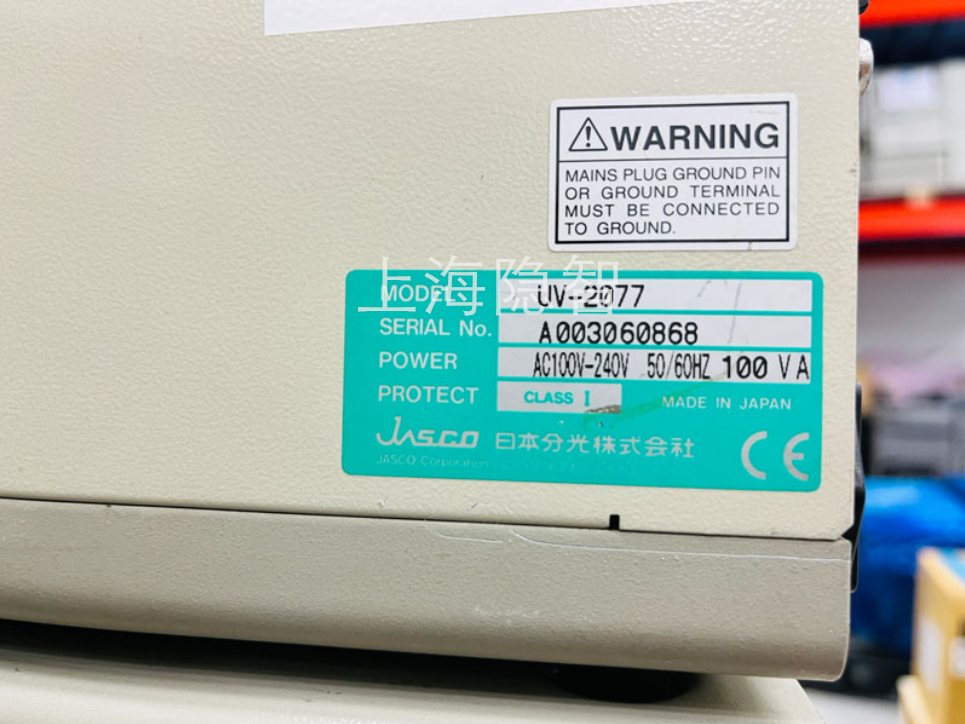 WARNING
MAINS PLUG GROUND PIN
OR GROUND TERMINAL
MUST BE CONNECTED
TO GROUND.
上海隐智
MODEL UV-2077
SERIAL No. A003060868
POWER AC100V-240V 50/60HZ 100 VA
PROTECT CLASS I MADE IN JAPAN
JASCO 日本分光株式会社
JASCO Corporation
CE